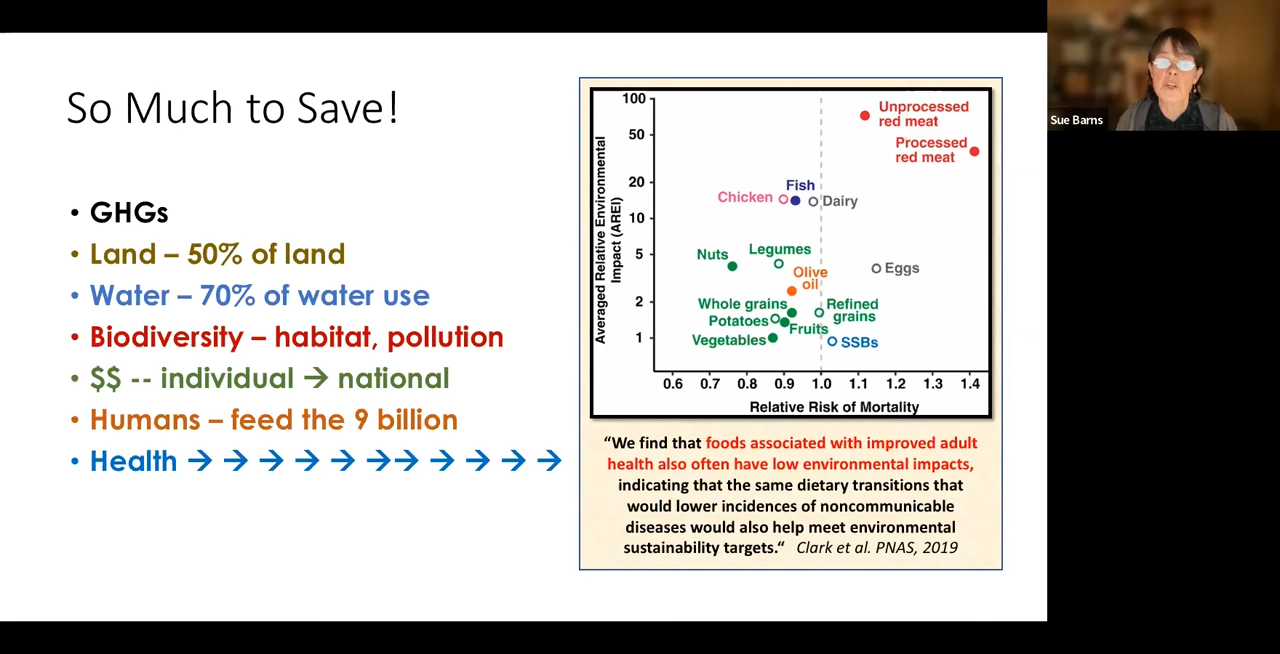 So Much to Save!
• GHGs
• Land – 50% of land
• Water – 70% of water use
• Biodiversity – habitat, pollution
• $$ -- individual → national
• Humans – feed the 9 billion
• Health → → → → → →→ → → → →
Averaged Relative Environmental
Impact (AREI)
100
50
20
10
5
2
1
Unprocessed
red meat
Processed
red meat
Fish
Chicken
Dairy
Nuts
Legumes
Olive
oil
Eggs
Whole grains
Refined
grains
Potatoes
Fruits
Vegetables
SSBs
0.6 0.7 0.8 0.9 1.0 1.1 1.2 1.3 1.4
Relative Risk of Mortality
“We find that foods associated with improved adult
health also often have low environmental impacts,
indicating that the same dietary transitions that
would lower incidences of noncommunicable
diseases would also help meet environmental
sustainability targets.“ Clark et al. PNAS, 2019
Sue Barns